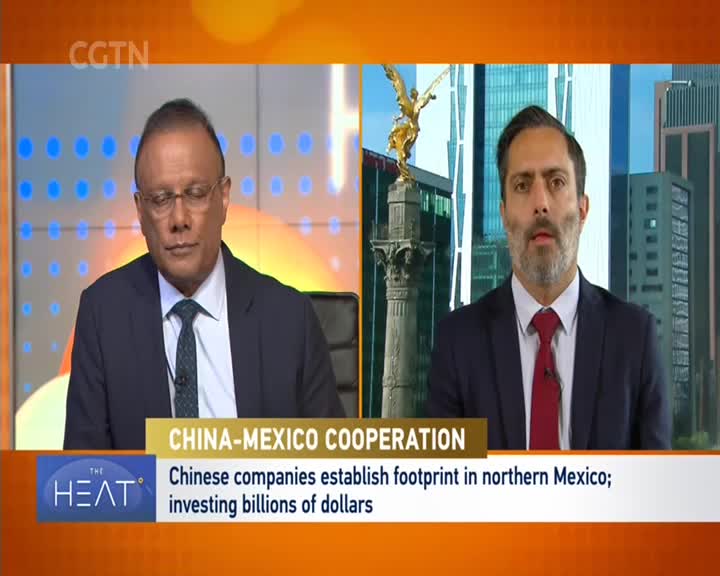 CGTN
CHINA-MEXICO COOPERATION
THE
HEAT
Chinese companies establish footprint in northern Mexico;
investing billions of dollars